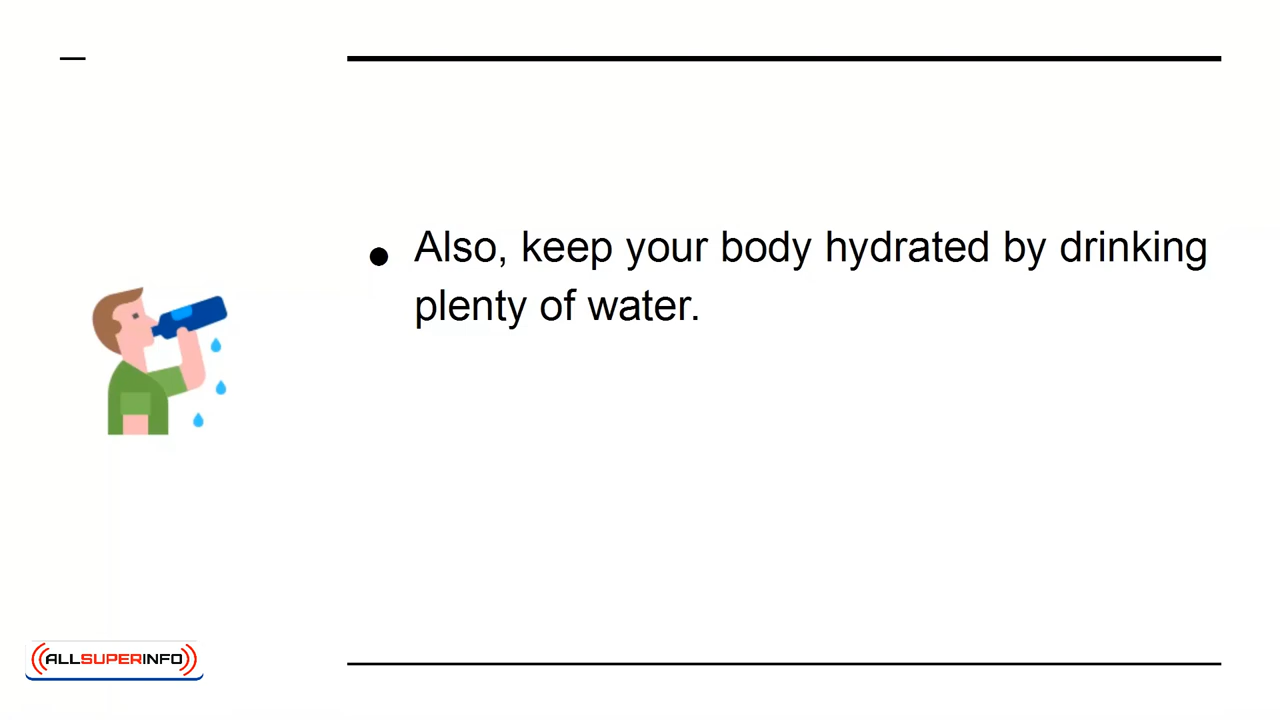 Also, keep your body hydrated by drinking
plenty of water.
ALLSUPERINFO